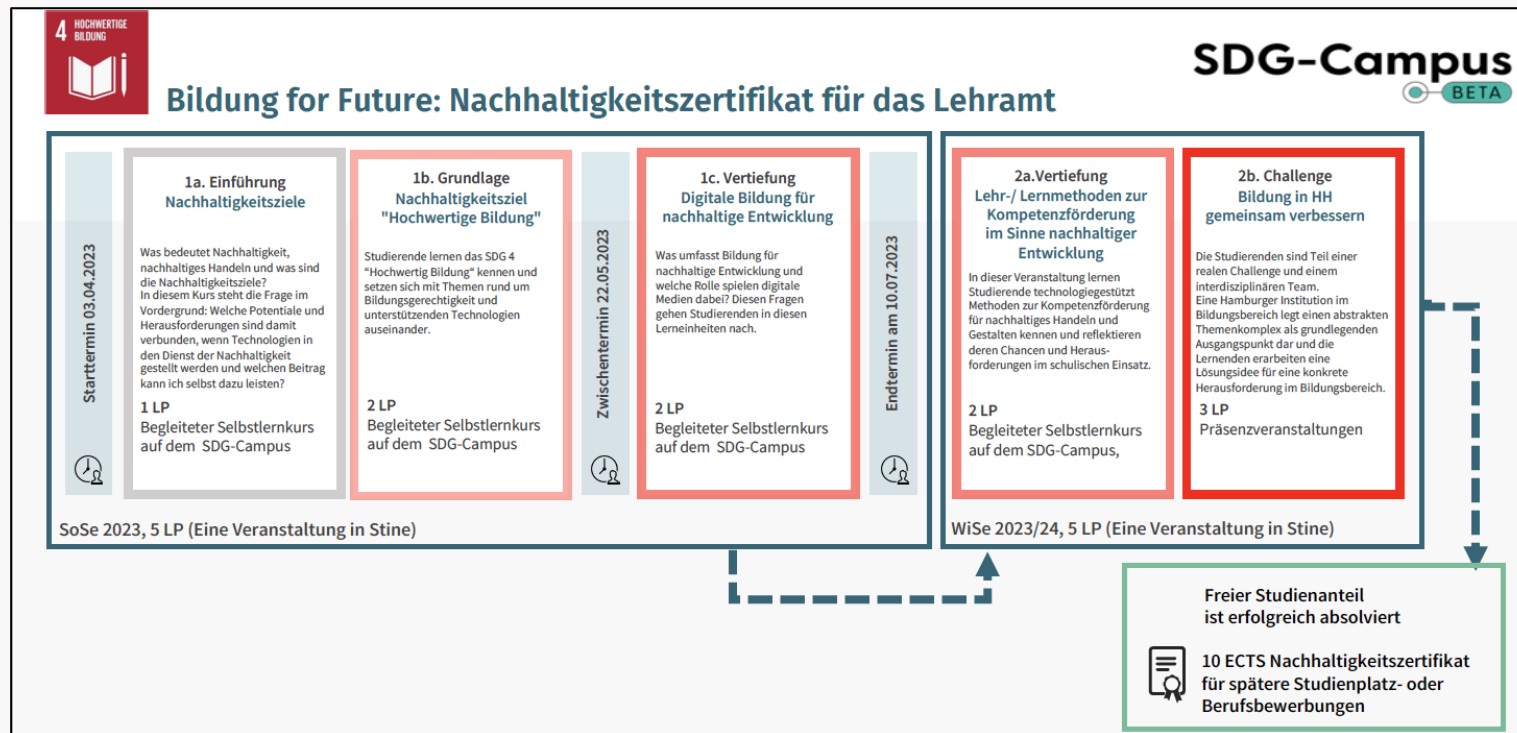 4 HOCHWERTIGE
BILDUNG
SDG-Campus
BETA
Bildung for Future: Nachhaltigkeitszertifikat für das Lehramt
Starttermin 03.04.2023
1a. Einführung
Nachhaltigkeitsziele
Was bedeutet Nachhaltigkeit,
nachhaltiges Handeln und was sind
die Nachhaltigkeitsziele?
In diesem Kurs steht die Frage im
Vordergrund: Welche Potentiale und
Herausforderungen sind damit
verbunden, wenn Technologien in
den Dienst der Nachhaltigkeit
gestellt werden und welchen Beitrag
kann ich selbst dazu leisten?
1 LP
Begleiteter Selbstlernkurs
auf dem SDG-Campus
1b. Grundlage
Nachhaltigkeitsziel
"Hochwertige Bildung"
Studierende lernen das SDG 4
“Hochwertig Bildung“ kennen und
setzen sich mit Themen rund um
Bildungsgerechtigkeit und
unterstützenden Technologien
auseinander.
2 LP
Begleiteter Selbstlernkurs
auf dem SDG-Campus
Zwischentermin 22.05.2023
1c. Vertiefung
Digitale Bildung für
nachhaltige Entwicklung
Was umfasst Bildung für
nachhaltige Entwicklung und
welche Rolle spielen digitale
Medien dabei? Diesen Fragen
gehen Studierenden in diesen
Lerneinheiten nach.
2 LP
Begleiteter Selbstlernkurs
auf dem SDG-Campus
Endtermin am 10.07.2023
SoSe 2023, 5 LP (Eine Veranstaltung in Stine)
2a.Vertiefung
Lehr-/ Lernmethoden zur
Kompetenzförderung
im Sinne nachhaltiger
Entwicklung
In dieser Veranstaltung lernen
Studierende technologiegestützt
Methoden zur Kompetenzförderung
für nachhaltiges Handeln und
Gestalten kennen und reflektieren
deren Chancen und Heraus-
forderungen im schulischen Einsatz.
2 LP
Begleiteter Selbstlernkurs
auf dem SDG-Campus,
2b. Challenge
Bildung in HH
gemeinsam verbessern
Die Studierenden sind Teil einer
realen Challenge und einem
interdisziplinären Team.
Eine Hamburger Institution im
Bildungsbereich legt einen abstrakten
Themenkomplex als grundlegenden
Ausgangspunkt dar und die
Lernenden erarbeiten eine
Lösungsidee für eine konkrete
Herausforderung im Bildungsbereich.
3 LP
Präsenzveranstaltungen
WiSe 2023/24, 5 LP (Eine Veranstaltung in Stine)
Freier Studienanteil
ist erfolgreich absolviert
10 ECTS Nachhaltigkeitszertifikat
für spätere Studienplatz- oder
Berufsbewerbungen